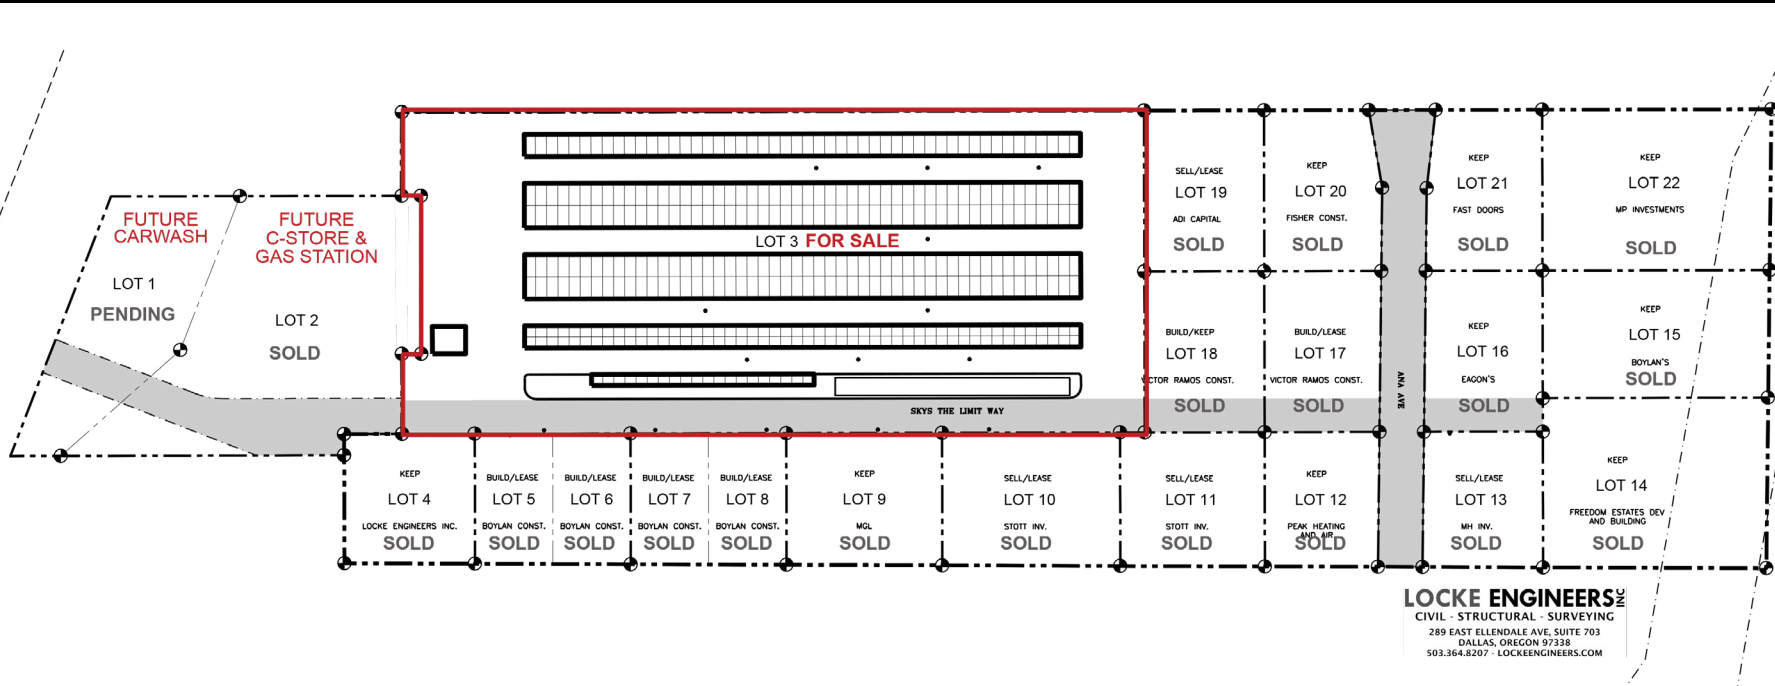 FUTURE
CARWASH
LOT 1
PENDING
FUTURE
C-STORE &
GAS STATION
LOT 2
SOLD
LOT 3 FOR SALE
SKYS THE LIMIT WAY
SELL/LEASE
LOT 19
ADI CAPITAL
SOLD
KEEP
LOT 20
FISHER CONST.
SOLD
KEEP
LOT 21
FAST DOORS
SOLD
KEEP
LOT 22
MP INVESTMENTS
SOLD
BUILD/KEEP
LOT 18
VICTOR RAMOS CONST.
SOLD
BUILD/LEASE
LOT 17
VICTOR RAMOS CONST.
SOLD
ANA AVE
KEEP
LOT 16
EAGON'S
SOLD
KEEP
LOT 15
BOYLAN'S
SOLD
KEEP
LOT 4
LOCKE ENGINEERS INC.
SOLD
BUILD/LEASE
LOT 5
BOYLAN CONST.
SOLD
BUILD/LEASE
LOT 6
BOYLAN CONST.
SOLD
BUILD/LEASE
LOT 7
BOYLAN CONST.
SOLD
BUILD/LEASE
LOT 8
BOYLAN CONST.
SOLD
KEEP
LOT 9
MGL
SOLD
SELL/LEASE
LOT 10
STOTT INV.
SOLD
SELL/LEASE
LOT 11
STOTT INV.
SOLD
KEEP
LOT 12
PEAK HEATING
AND AIR
SOLD
SELL/LEASE
LOT 13
MH INV.
SOLD
KEEP
LOT 14
FREEDOM ESTATES DEV
AND BUILDING
SOLD
LOCKE ENGINEERS INC
CIVIL - STRUCTURAL - SURVEYING
289 EAST ELLENDALE AVE, SUITE 703
DALLAS, OREGON 97338
503.364.8207 - LOCKEENGINEERS.COM